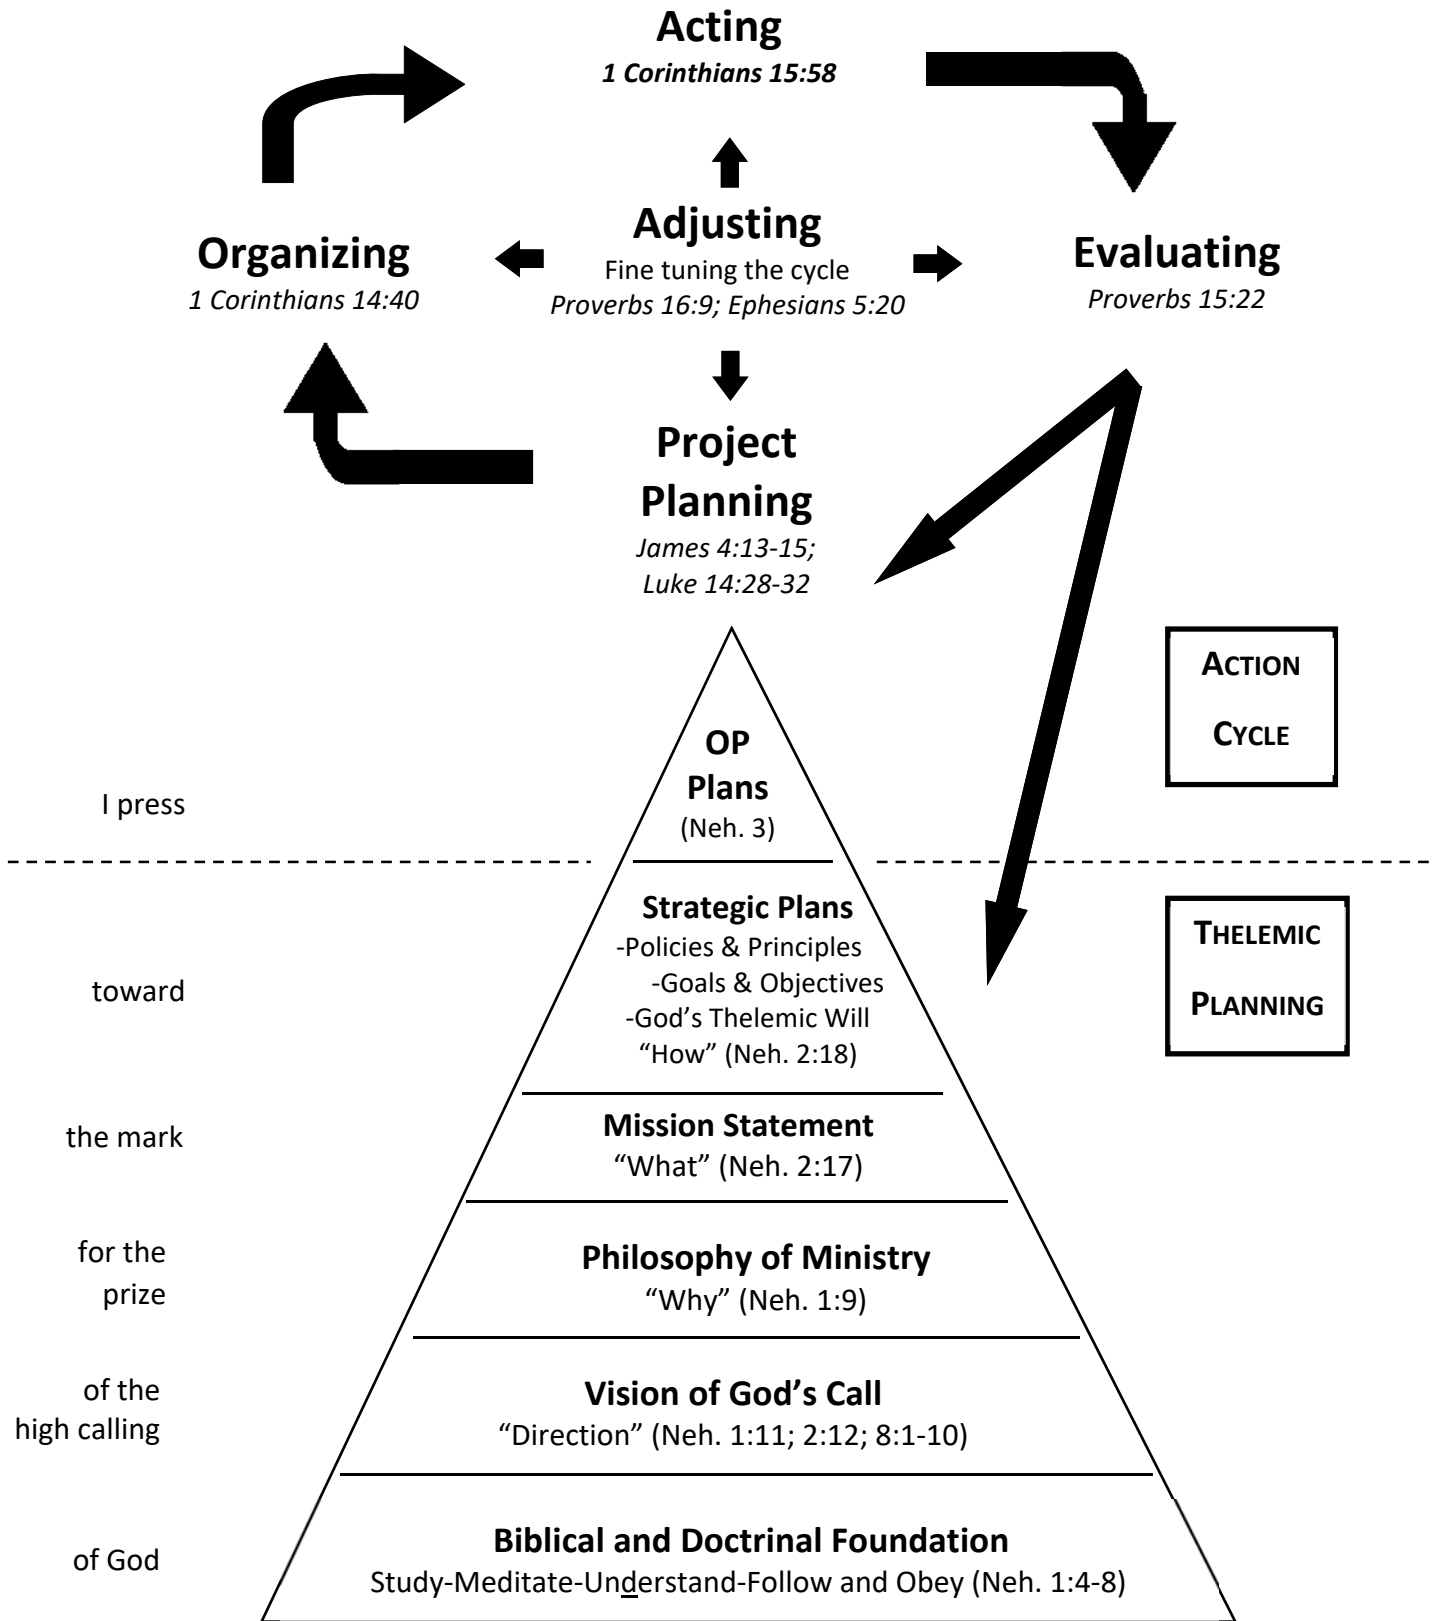 Acting
1 Corinthians 15:58
Adjusting
Fine tuning the cycle
Proverbs 16:9; Ephesians 5:20
Organizing
1 Corinthians 14:40
Evaluating
Proverbs 15:22
Project
Planning
James 4:13-15;
Luke 14:28-32
ACTION
CYCLE
OP
Plans
(Neh. 3)
I press
Strategic Plans
-Policies & Principles
-Goals & Objectives
-God’s Thelemic Will
“How” (Neh. 2:18)
THELEMIC
PLANNING
toward
Mission Statement
“What” (Neh. 2:17)
the mark
Philosophy of Ministry
“Why” (Neh. 1:9)
for the
prize
Vision of God’s Call
“Direction” (Neh. 1:11; 2:12; 8:1-10)
of the
high calling
Biblical and Doctrinal Foundation
Study-Meditate-Understand-Follow and Obey (Neh. 1:4-8)
of God